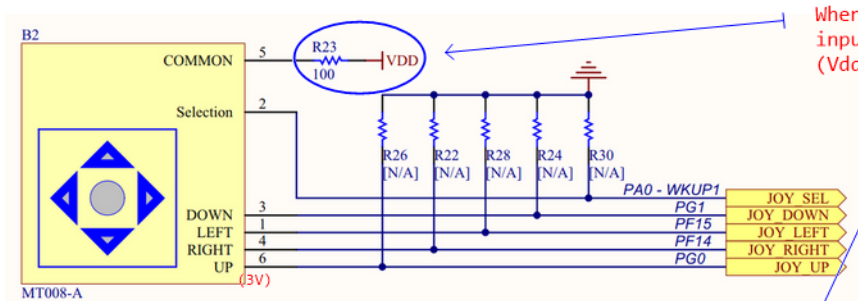 When
inpu
(Vdd
B2
COMMON 5 R23 VDD
100
Selection 2
R26 R22 R28 R24 R30
[N/A] [N/A] [N/A] [N/A] [N/A]
PA0 - WKUP1 JOY_SEL
DOWN 3 PG1 JOY_DOWN
LEFT 1 PF15 JOY_LEFT
RIGHT 4 PF14 JOY_RIGHT
UP 6 PG0 JOY_UP
(3V)
MT008-A